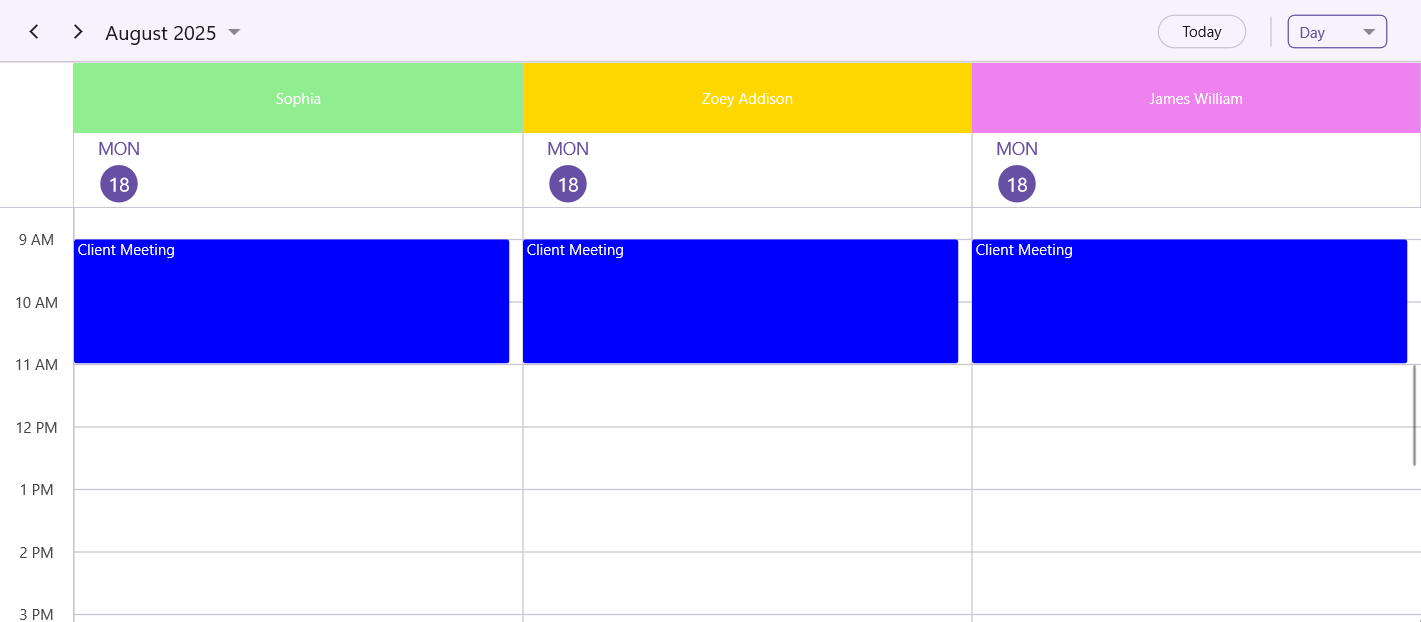 August 2025
Today
Day
Sophia
Zoey Addison
James William
MON
MON
MON
18
18
18
9 AM
Client Meeting
Client Meeting
Client Meeting
10 AM
11 AM
12 PM
1 PM
2 PM
3 PM